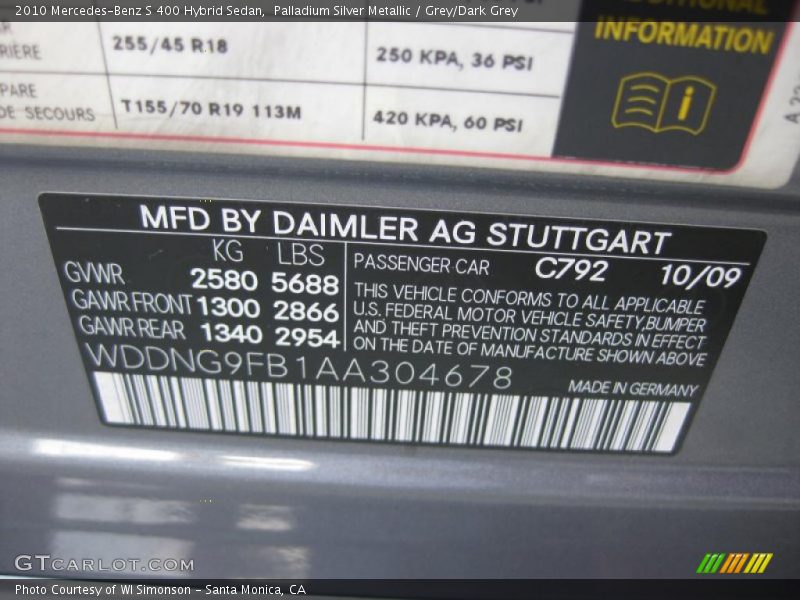 2010 Mercedes-Benz S 400 Hybrid Sedan, Palladium Silver Metallic / Grey/Dark Grey
ADDITIONAL
INFORMATION
255/45 R18 250 KPA, 36 PSI
DE SECOURS T155/70 R19 113M 420 KPA, 60 PSI
MFD BY DAIMLER AG STUTTGART
KG LBS
GVWR 2580 5688
GAWR FRONT 1300 2866
GAWR REAR 1340 2954
PASSENGER CAR C792 10/09
THIS VEHICLE CONFORMS TO ALL APPLICABLE
U.S. FEDERAL MOTOR VEHICLE SAFETY,BUMPER
AND THEFT PREVENTION STANDARDS IN EFFECT
ON THE DATE OF MANUFACTURE SHOWN ABOVE
WDDNG9FB1AA304678
MADE IN GERMANY
GTCARLOT.COM
Photo Courtesy of WI Simonson - Santa Monica, CA